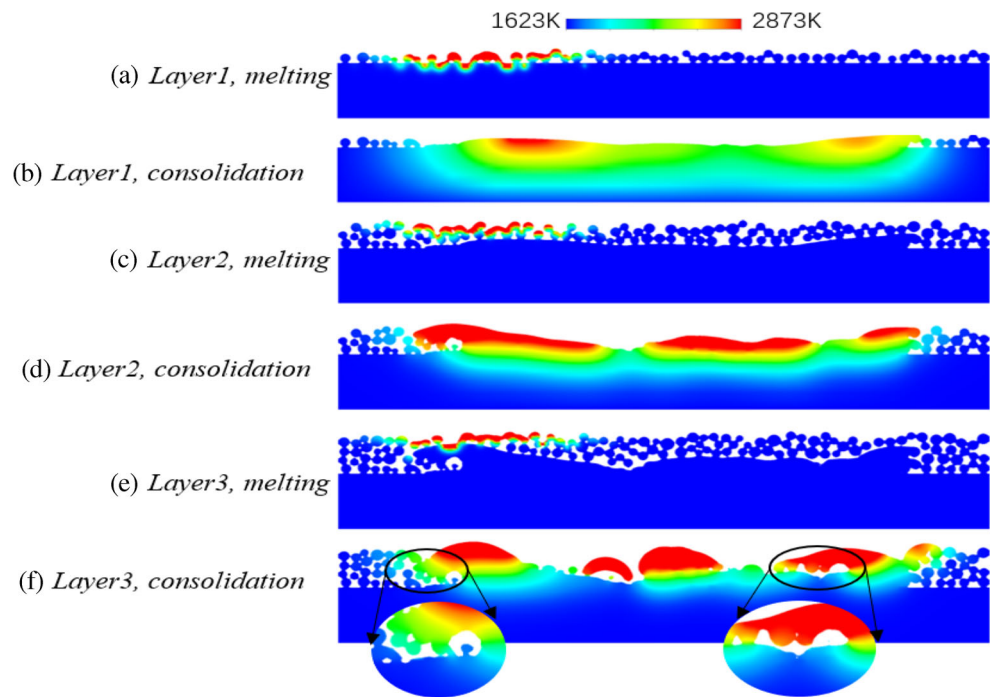 1623K 2873K
(a) Layer1, melting
(b) Layer1, consolidation
(c) Layer2, melting
(d) Layer2, consolidation
(e) Layer3, melting
(f) Layer3, consolidation